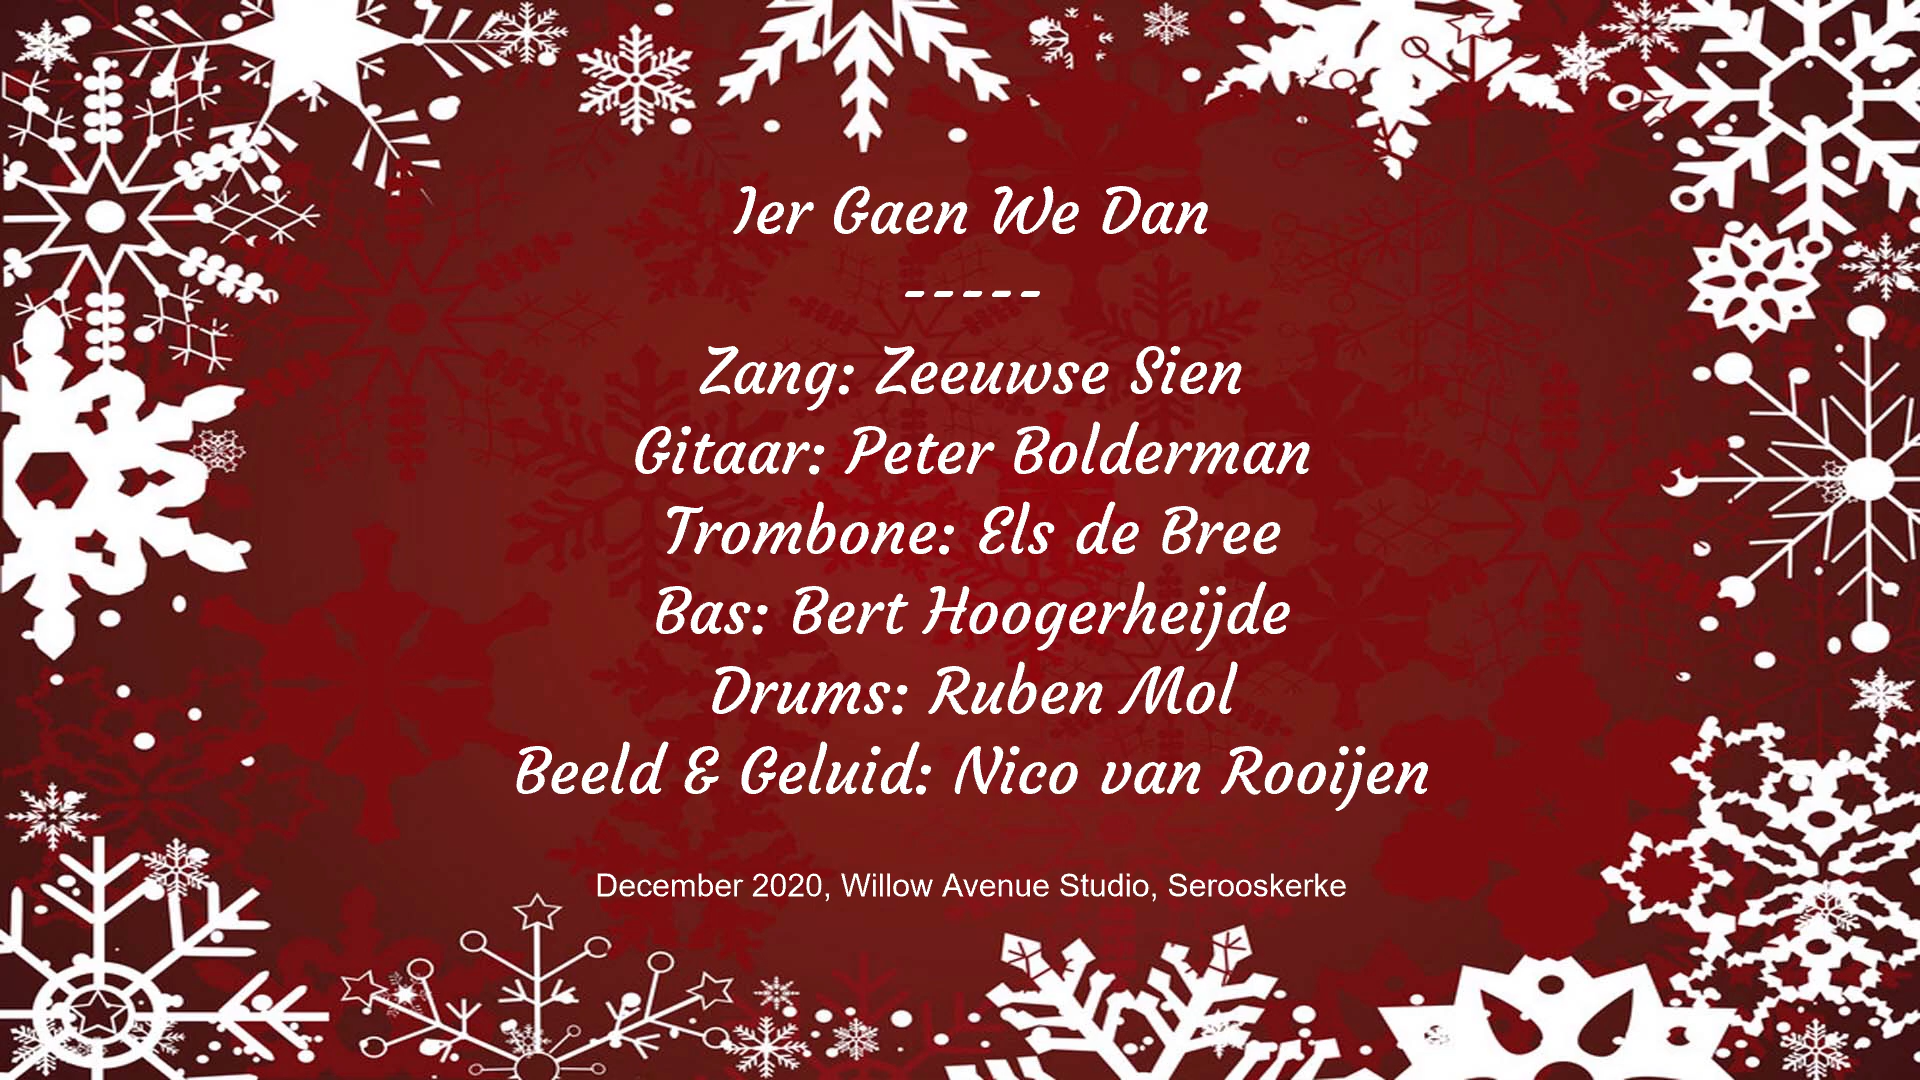 Ier Gaen We Dan
-----
Zang: Zeeuwse Sien
Gitaar: Peter Bolderman
Trombone: Els de Bree
Bas: Bert Hoogerheijde
Drums: Ruben Mol
Beeld & Geluid: Nico van Rooijen
December 2020, Willow Avenue Studio, Serooskerke